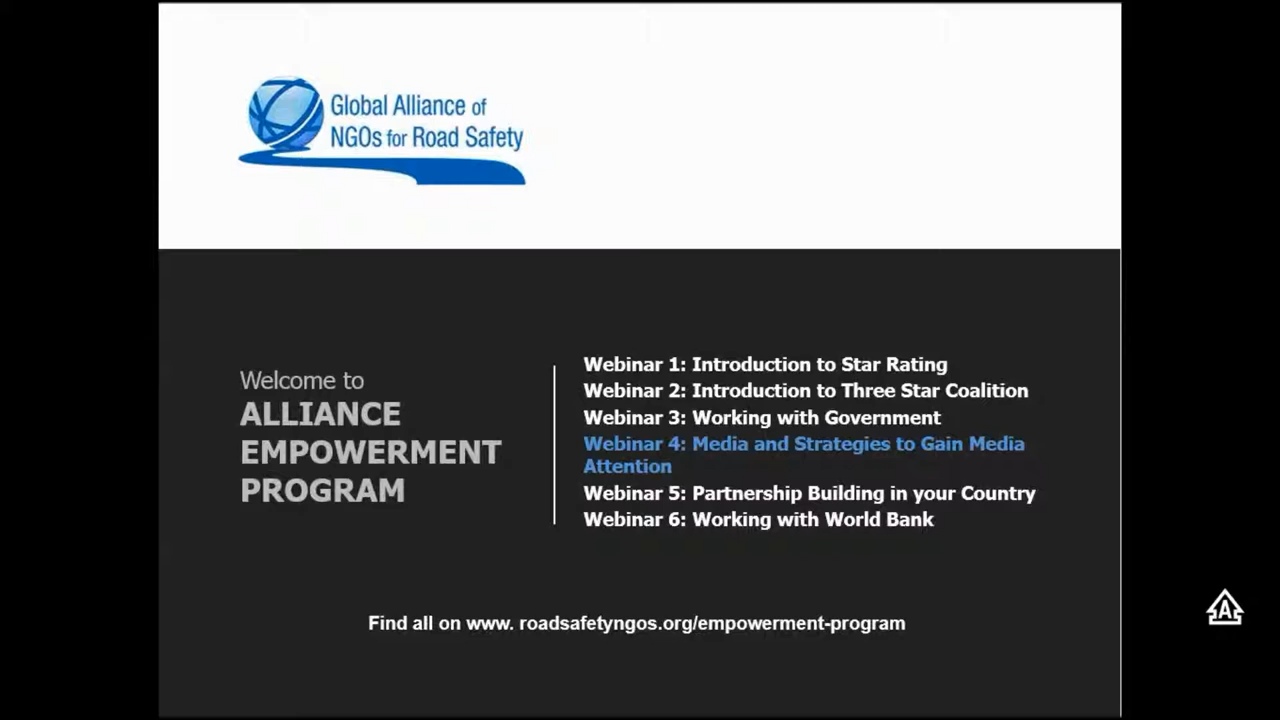 Global Alliance of
NGOs for Road Safety
Welcome to
ALLIANCE
EMPOWERMENT
PROGRAM
Webinar 1: Introduction to Star Rating
Webinar 2: Introduction to Three Star Coalition
Webinar 3: Working with Government
Webinar 4: Media and Strategies to Gain Media
Attention
Webinar 5: Partnership Building in your Country
Webinar 6: Working with World Bank
Find all on www. roadsafetyngos.org/empowerment-program
A